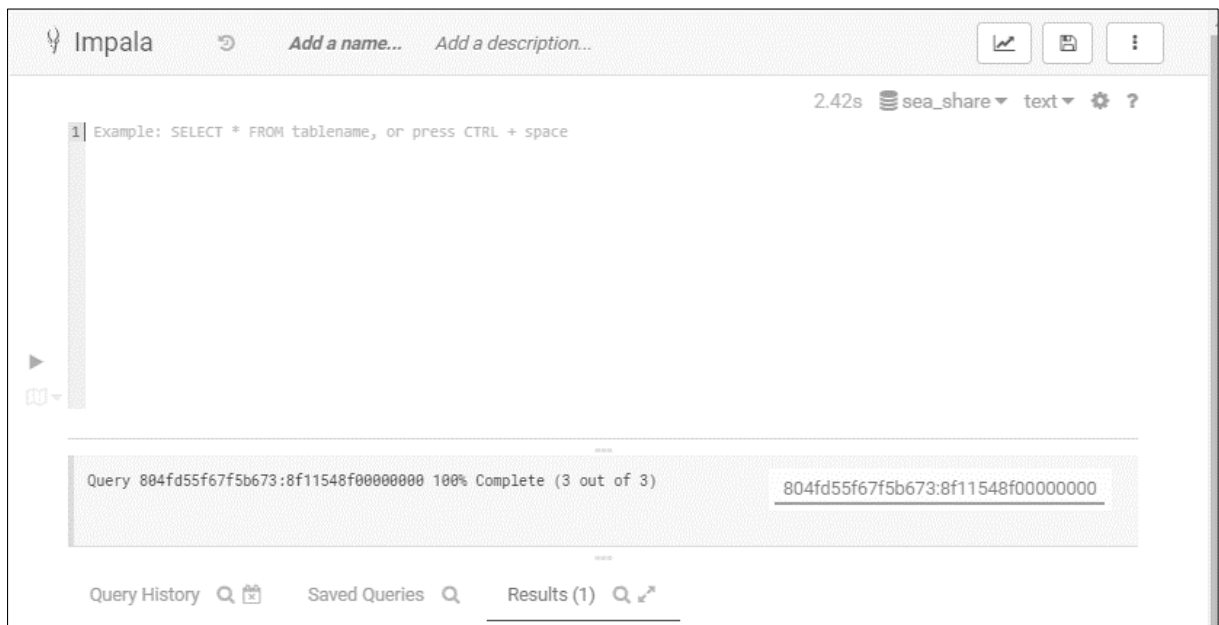 Impala Add a name... Add a description...
2.42s sea_share text ?
1 Example: SELECT * FROM tablename, or press CTRL + space
Query 804fd55f67f5b673:8f11548f00000000 100% Complete (3 out of 3) 804fd55f67f5b673:8f11548f00000000
Query History Saved Queries Results (1)